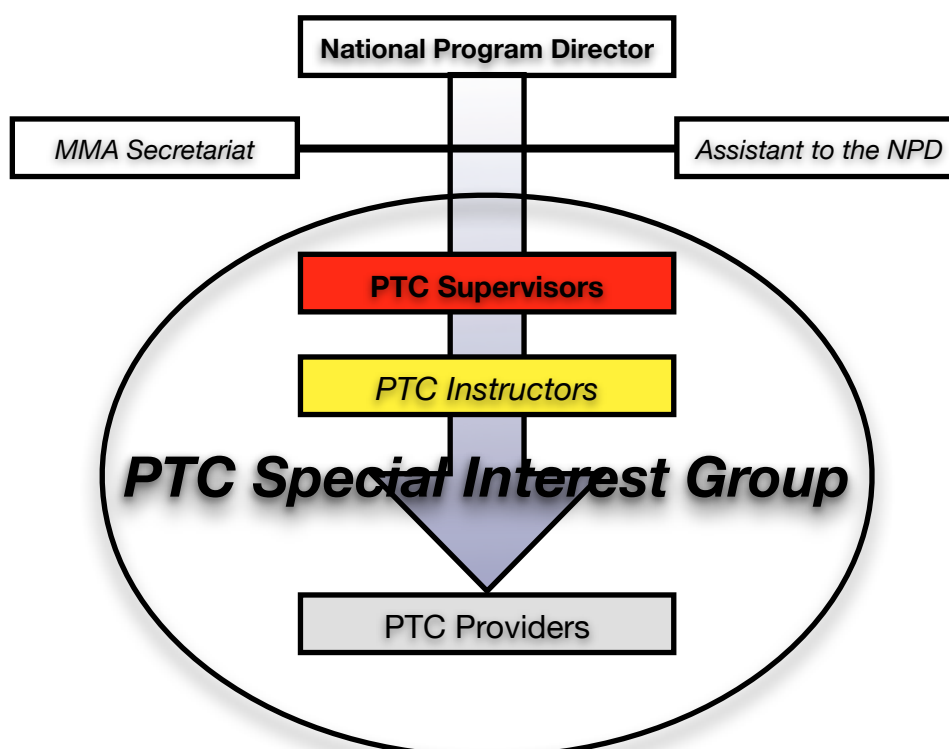 National Program Director
MMA Secretariat
Assistant to the NPD
PTC Supervisors
PTC Instructors
PTC Special Interest Group
PTC Providers